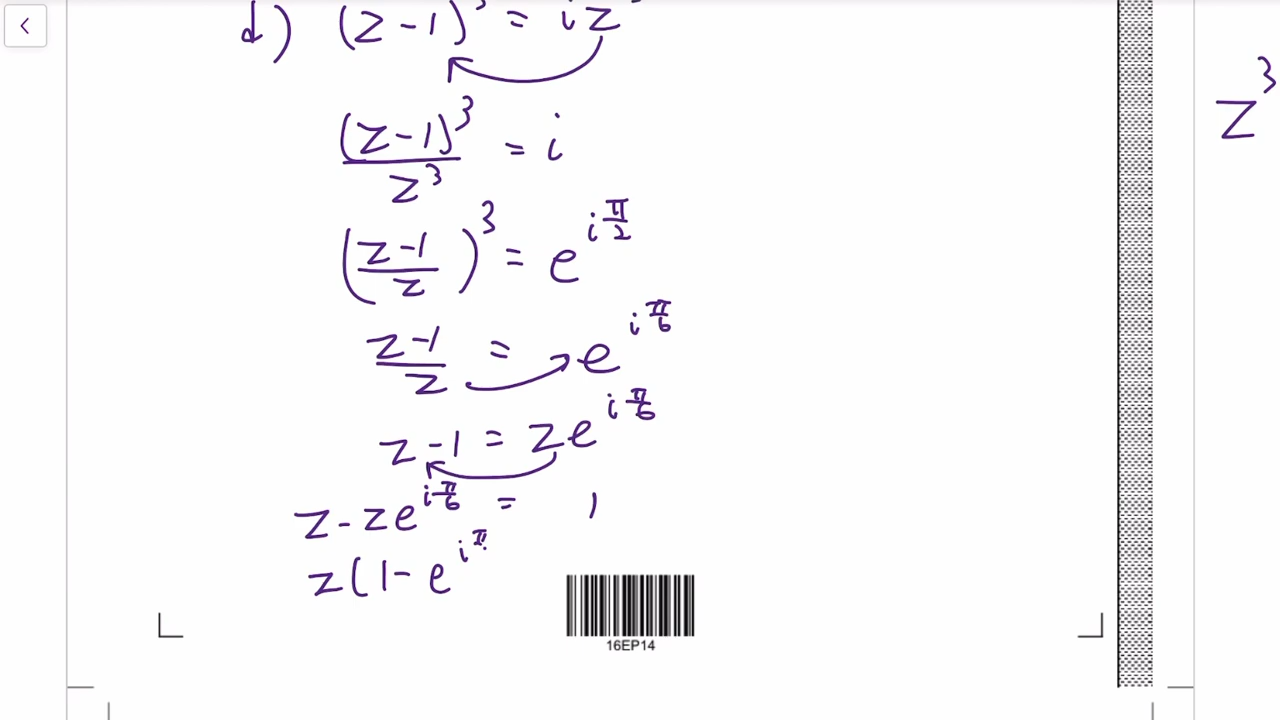 d) (z-1)³ = iz³
(z-1)³/z³ = i
((z-1)/z)³ = e^(iπ/2)
(z-1)/z = e^(iπ/6)
z-1 = ze^(iπ/6)
z - ze^(iπ/6) = 1
z(1 - e^(iπ
16EP14
z³